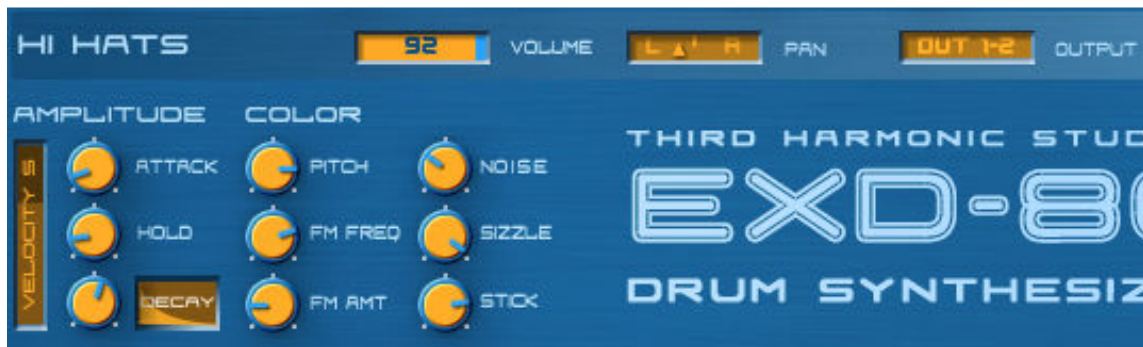 HI HATS
92 VOLUME
L R PAN
OUT 1-2 OUTPUT
AMPLITUDE
VELOCITY 5
ATTACK
HOLD
DECAY
COLOR
PITCH
FM FREQ
FM AMT
NOISE
SIZZLE
STICK
THIRD HARMONIC STUD
EXD-8
DRUM SYNTHESIZ